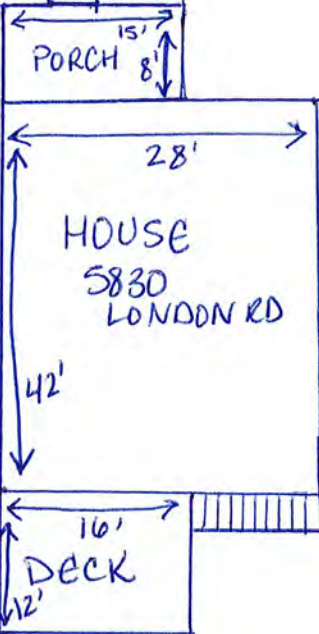 15'
PORCH 8'
28'
HOUSE
5830
LONDON RD
42'
16'
DECK
12'